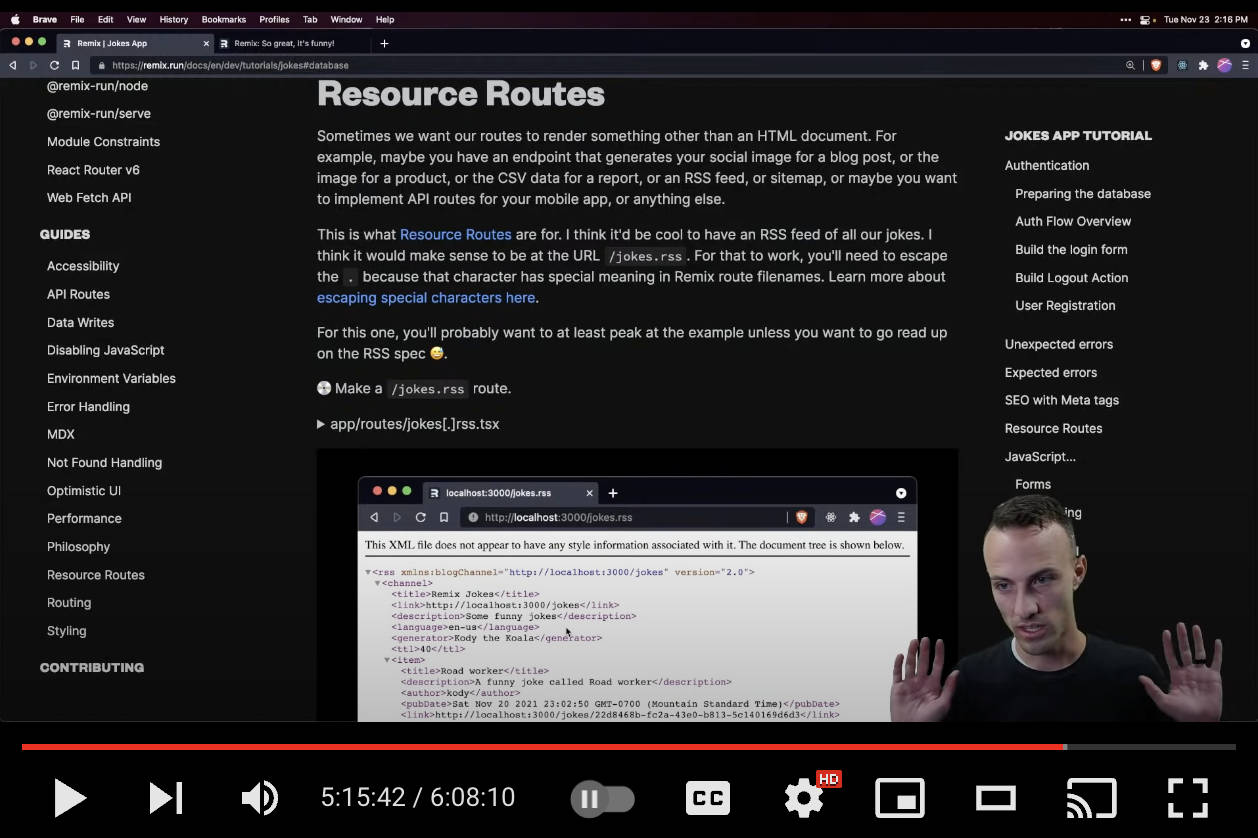 Brave File Edit View History Bookmarks Profiles Tab Window Help
Tue Nov 23 2:16 PM
Remix | Jokes App
Remix: So great, it's funny!
https://remix.run/docs/en/dev/tutorials/jokes#database
@remix-run/node
@remix-run/serve
Module Constraints
React Router v6
Web Fetch API
GUIDES
Accessibility
API Routes
Data Writes
Disabling JavaScript
Environment Variables
Error Handling
MDX
Not Found Handling
Optimistic UI
Performance
Philosophy
Resource Routes
Routing
Styling
CONTRIBUTING
Resource Routes
Sometimes we want our routes to render something other than an HTML document. For
example, maybe you have an endpoint that generates your social image for a blog post, or the
image for a product, or the CSV data for a report, or an RSS feed, or sitemap, or maybe you want
to implement API routes for your mobile app, or anything else.
This is what Resource Routes are for. I think it'd be cool to have an RSS feed of all our jokes. I
think it would make sense to be at the URL /jokes.rss. For that to work, you'll need to escape
the . because that character has special meaning in Remix route filenames. Learn more about
escaping special characters here.
For this one, you'll probably want to at least peak at the example unless you want to go read up
on the RSS spec 😅.
💿 Make a /jokes.rss route.
▶ app/routes/jokes[.]rss.tsx
localhost:3000/jokes.rss
http://localhost:3000/jokes.rss
This XML file does not appear to have any style information associated with it. The document tree is shown below.
▼<rss xmlns:blogChannel="http://localhost:3000/jokes" version="2.0">
▼<channel>
<title>Remix Jokes</title>
<link>http://localhost:3000/jokes</link>
<description>Some funny jokes</description>
<language>en-us</language>
<generator>Kody the Koala</generator>
<ttl>40</ttl>
▼<item>
<title>Road worker</title>
<description>A funny joke called Road worker</description>
<author>kody</author>
<pubDate>Sat Nov 20 2021 23:02:50 GMT-0700 (Mountain Standard Time)</pubDate>
<link>http://localhost:3000/jokes/22d8468b-fc2a-43e0-b813-5c140169d6d3</link>
JOKES APP TUTORIAL
Authentication
Preparing the database
Auth Flow Overview
Build the login form
Build Logout Action
User Registration
Unexpected errors
Expected errors
SEO with Meta tags
Resource Routes
JavaScript...
Forms
5:15:42 / 6:08:10
CC
HD